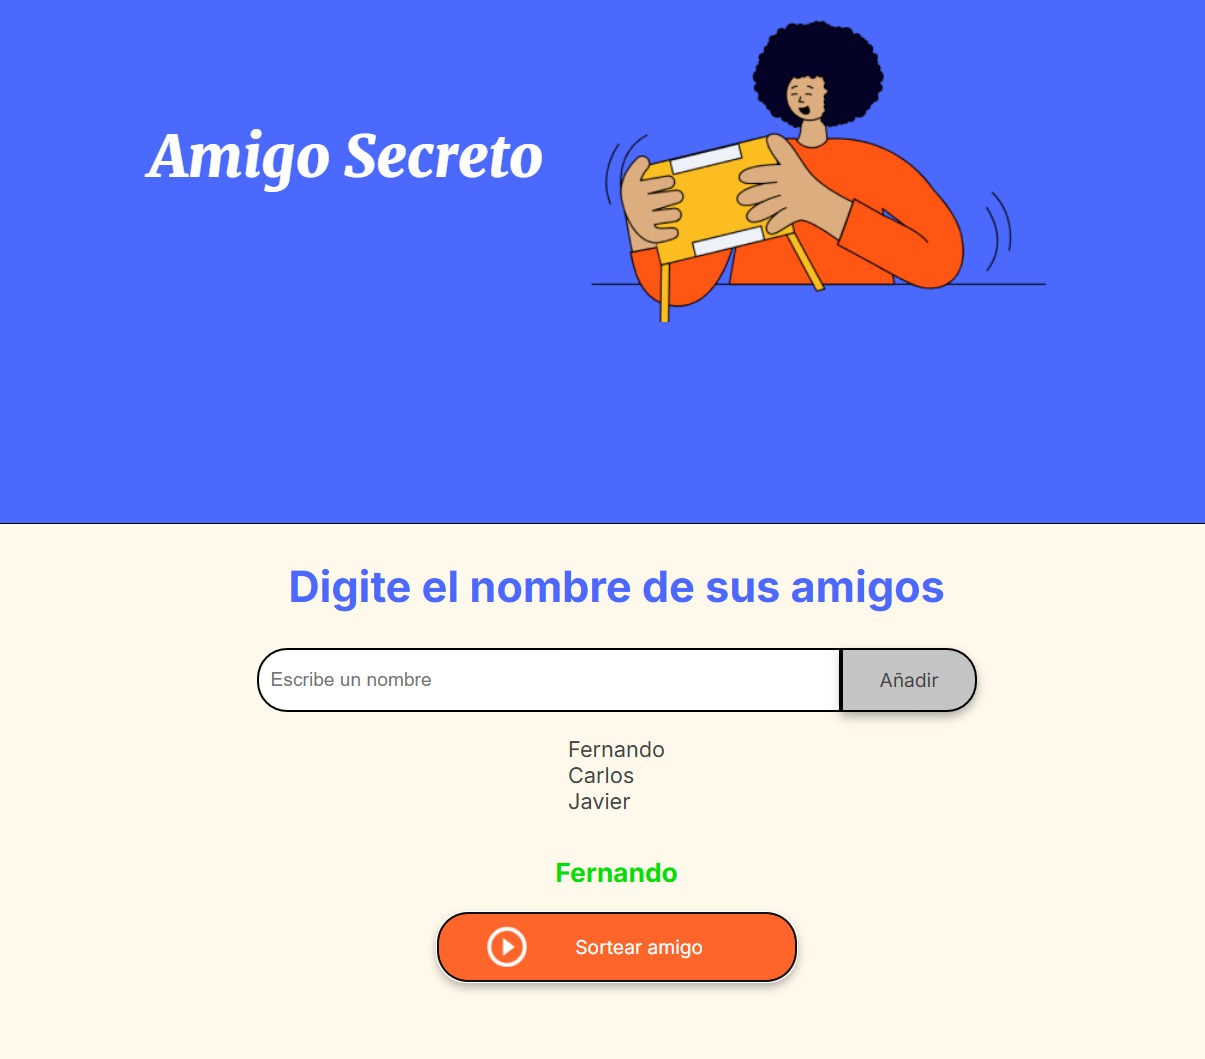 Amigo Secreto
Digite el nombre de sus amigos
Escribe un nombre
Añadir
Fernando
Carlos
Javier
Fernando
Sortear amigo